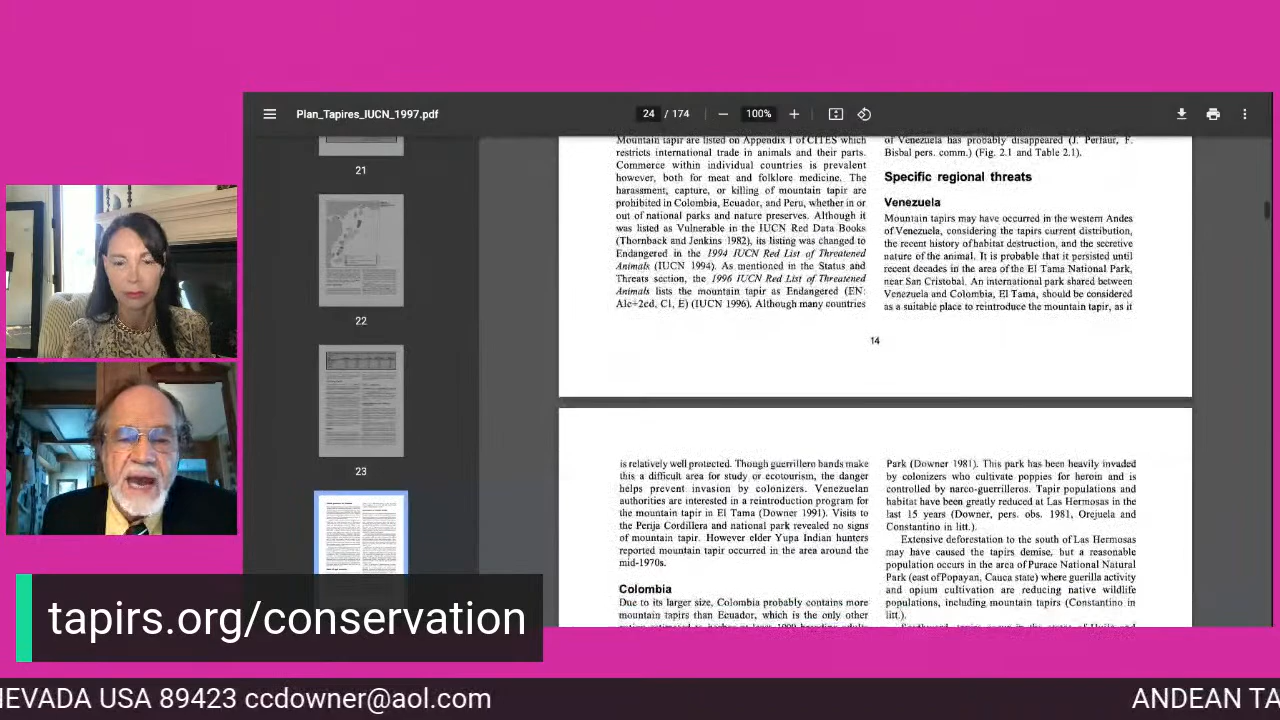 Plan_Tapires_IUCN_1997.pdf
24 / 174
100%
21
22
23
Mountain tapir are listed on Appendix I of CITES which
restricts international trade in animals and their parts.
Commerce within individual countries is prevalent
however, both for meat and folklore medicine. The
harassment, capture, or killing of mountain tapir are
prohibited in Colombia, Ecuador, and Peru, whether in or
out of national parks and nature preserves. Although it
was listed as Vulnerable in the IUCN Red Data Books
(Thornback and Jenkins 1982), its listing was changed to
Endangered in the 1994 IUCN Red List of Threatened
Animals (IUCN 1994). As mentioned in the Status and
Threats section, the 1996 IUCN Red List of Threatened
Animals lists the mountain tapir as Endangered (EN:
Alc+2cd, C1, E) (IUCN 1996). Although many countries
of Venezuela has probably disappeared (J. Perfaur, F.
Bisbal pers. comm.) (Fig. 2.1 and Table 2.1).
Specific regional threats
Venezuela
Mountain tapirs may have occurred in the western Andes
of Venezuela, considering the tapirs current distribution,
the recent history of habitat destruction, and the secretive
nature of the animal. It is probable that it persisted until
recent decades in the area of the El Tama National Park,
near San Cristobal. An international park shared between
Venezuela and Colombia, El Tama, should be considered
as a suitable place to reintroduce the mountain tapir, as it
14
is relatively well protected. Though guerrillero bands make
this a difficult area for study or ecotourism, the danger
helps prevent invasion by colonizers. Venezuelan
authorities are interested in a reintroduction program for
the mountain tapir in El Tama (Downer 1991). Visits to
the Perija Cordillera and national park revealed no signs
of mountain tapir. However elder Yupa Indian hunters
reported mountain tapir occurred in the area around the
mid-1970s.
Colombia
Due to its larger size, Colombia probably contains more
mountain tapirs than Ecuador, which is the only other
Park (Downer 1981). This park has been heavily invaded
by colonizers who cultivate poppies for heroin and is
controlled by narco-guerrilleros. Tapir populations and
habitat have been greatly reduced at Las Hermosas in the
last 15 years (Downer, pers. obs. 1981, Orejuela and
Constantino in litt.).
Extensive deforestation to the south of Las Hermosas
may have caused the tapirs demise, but a reasonable
population occurs in the area of Purace National Natural
Park (east of Popayan, Cauca state) where guerilla activity
and opium cultivation are reducing native wildlife
populations, including mountain tapirs (Constantino in
litt.).
tapirs.org/conservation
NEVADA USA 89423 ccdowner@aol.com
ANDEAN TA